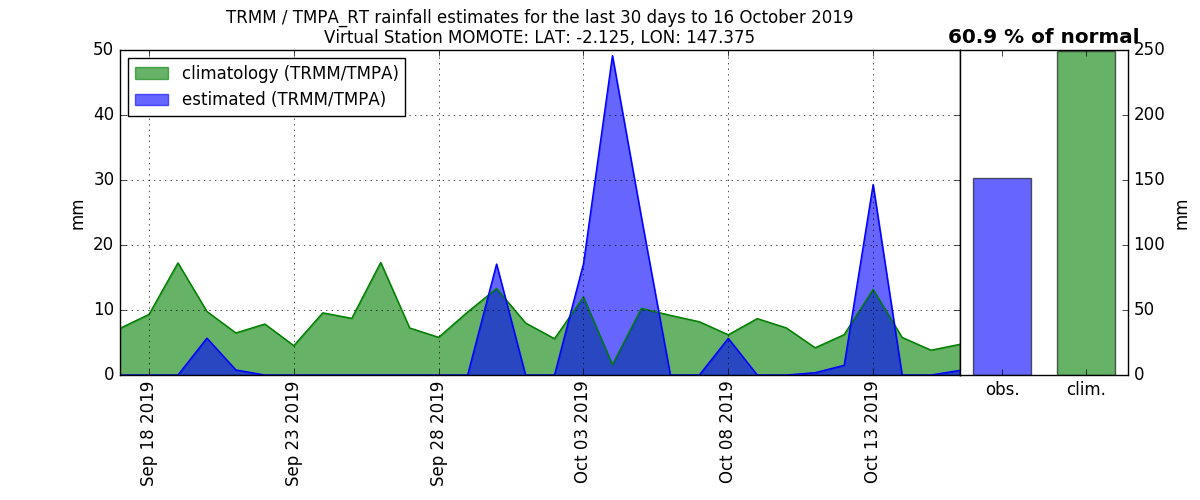 TRMM / TMPA_RT rainfall estimates for the last 30 days to 16 October 2019
Virtual Station MOMOTE: LAT: -2.125, LON: 147.375
60.9 % of normal
climatology (TRMM/TMPA)
estimated (TRMM/TMPA)
50
40
30
20
10
0
mm
250
200
150
100
50
0
mm
Sep 18 2019
Sep 23 2019
Sep 28 2019
Oct 03 2019
Oct 08 2019
Oct 13 2019
obs.
clim.